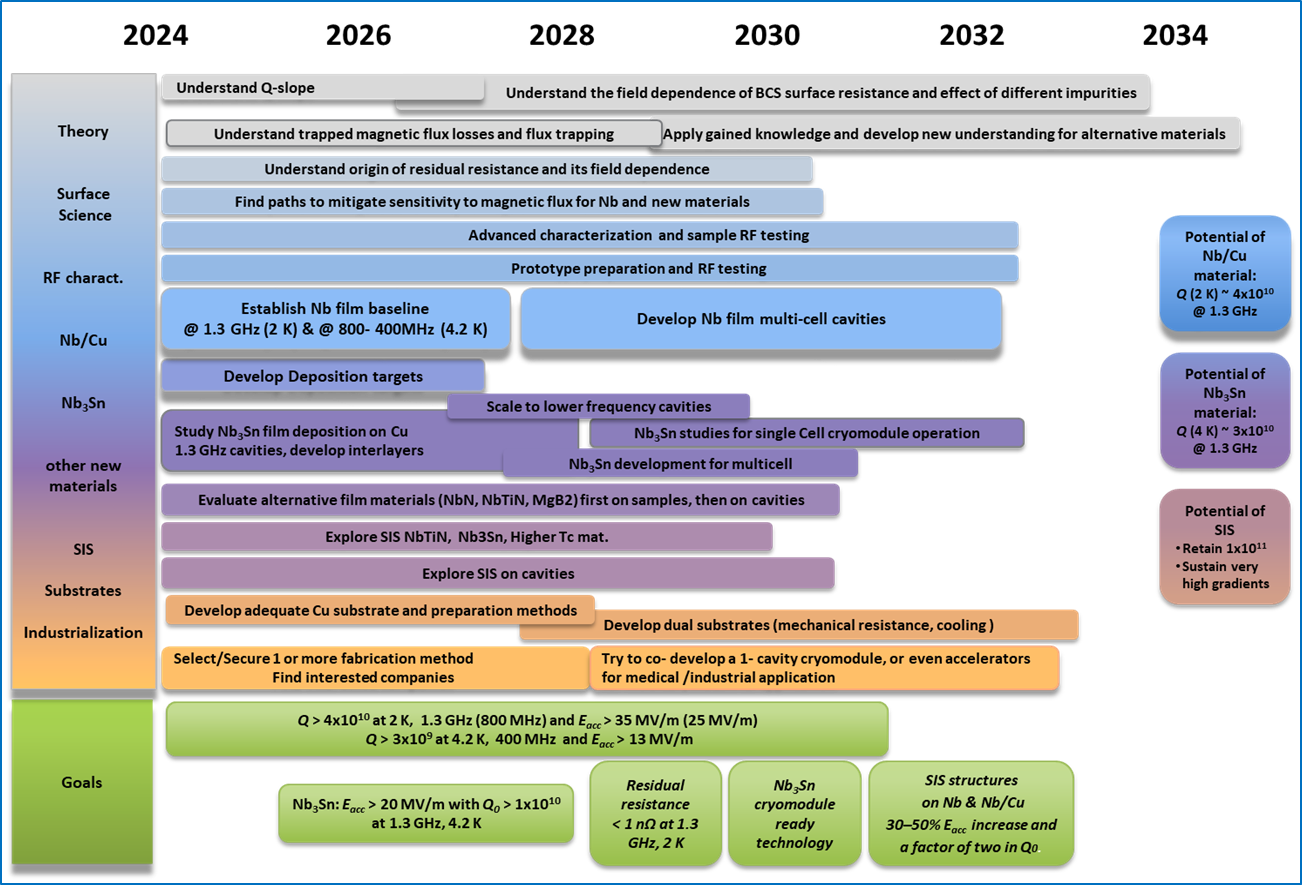 2024 2026 2028 2030 2032 2034
Theory
Surface
Science
RF charact.
Nb/Cu
Nb₃Sn
other new
materials
SIS
Substrates
Industrialization
Goals
Understand Q-slope
Understand the field dependence of BCS surface resistance and effect of different impurities
Understand trapped magnetic flux losses and flux trapping
Apply gained knowledge and develop new understanding for alternative materials
Understand origin of residual resistance and its field dependence
Find paths to mitigate sensitivity to magnetic flux for Nb and new materials
Advanced characterization and sample RF testing
Prototype preparation and RF testing
Establish Nb film baseline
@ 1.3 GHz (2 K) & @ 800- 400MHz (4.2 K)
Develop Nb film multi-cell cavities
Develop Deposition targets
Scale to lower frequency cavities
Study Nb₃Sn film deposition on Cu
1.3 GHz cavities, develop interlayers
Nb₃Sn studies for single Cell cryomodule operation
Nb₃Sn development for multicell
Evaluate alternative film materials (NbN, NbTiN, MgB2) first on samples, then on cavities
Explore SIS NbTiN, Nb3Sn, Higher Tc mat.
Explore SIS on cavities
Develop adequate Cu substrate and preparation methods
Develop dual substrates (mechanical resistance, cooling )
Select/Secure 1 or more fabrication method
Find interested companies
Try to co- develop a 1- cavity cryomodule, or even accelerators
for medical /industrial application
Q > 4x10¹⁰ at 2 K, 1.3 GHz (800 MHz) and Eacc > 35 MV/m (25 MV/m)
Q > 3x10⁹ at 4.2 K, 400 MHz and Eacc > 13 MV/m
Nb₃Sn: Eacc > 20 MV/m with Q₀ > 1x10¹⁰
at 1.3 GHz, 4.2 K
Residual
resistance
< 1 nΩ at 1.3
GHz, 2 K
Nb₃Sn
cryomodule
ready
technology
SIS structures
on Nb & Nb/Cu
30–50% Eacc increase and
a factor of two in Q₀.
Potential of
Nb/Cu
material:
Q (2 K) ~ 4x10¹⁰
@ 1.3 GHz
Potential of
Nb₃Sn
material:
Q (4 K) ~ 3x10¹⁰
@ 1.3 GHz
Potential of
SIS
• Retain 1x10¹¹
• Sustain very
high gradients